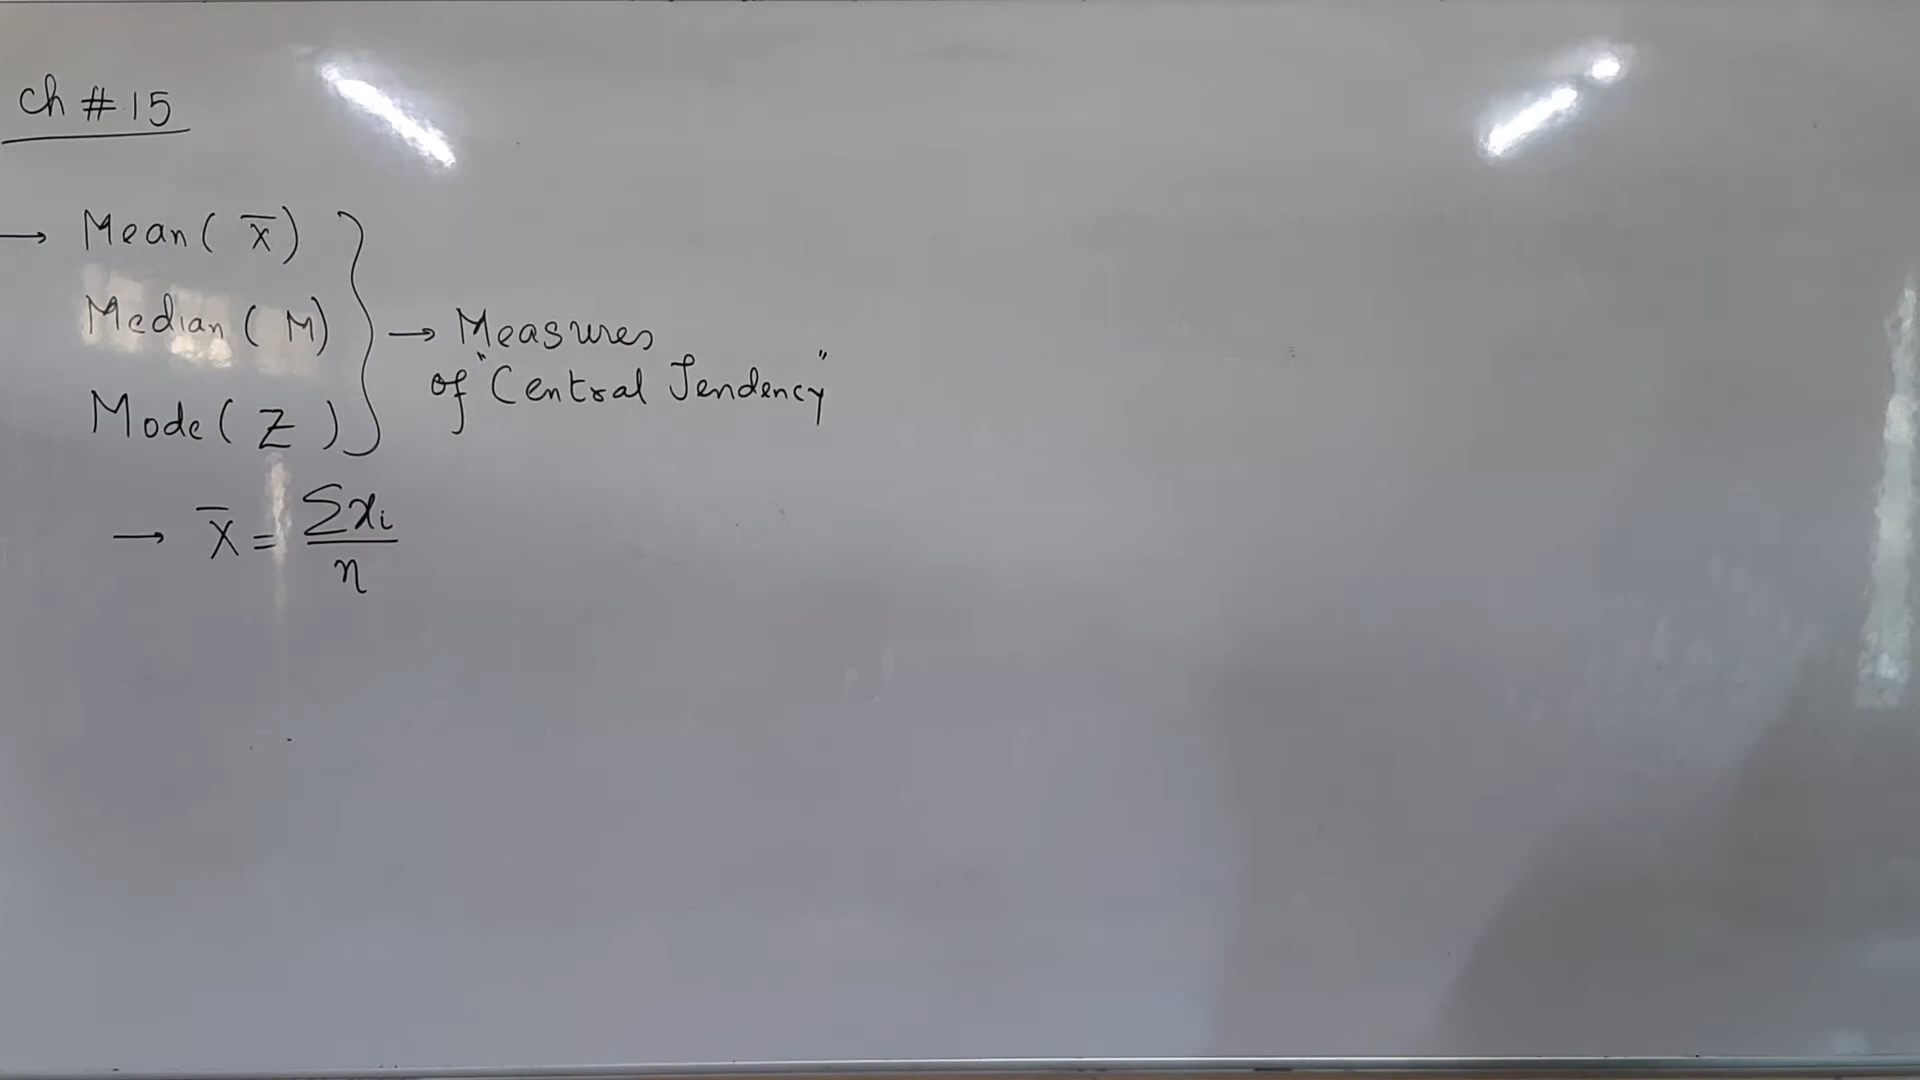 Ch # 15
→ Mean ( x̄ )
Median ( M )
Mode ( Z )
→ Measures
of "Central Tendency"
→ x̄ = Σxᵢ / n